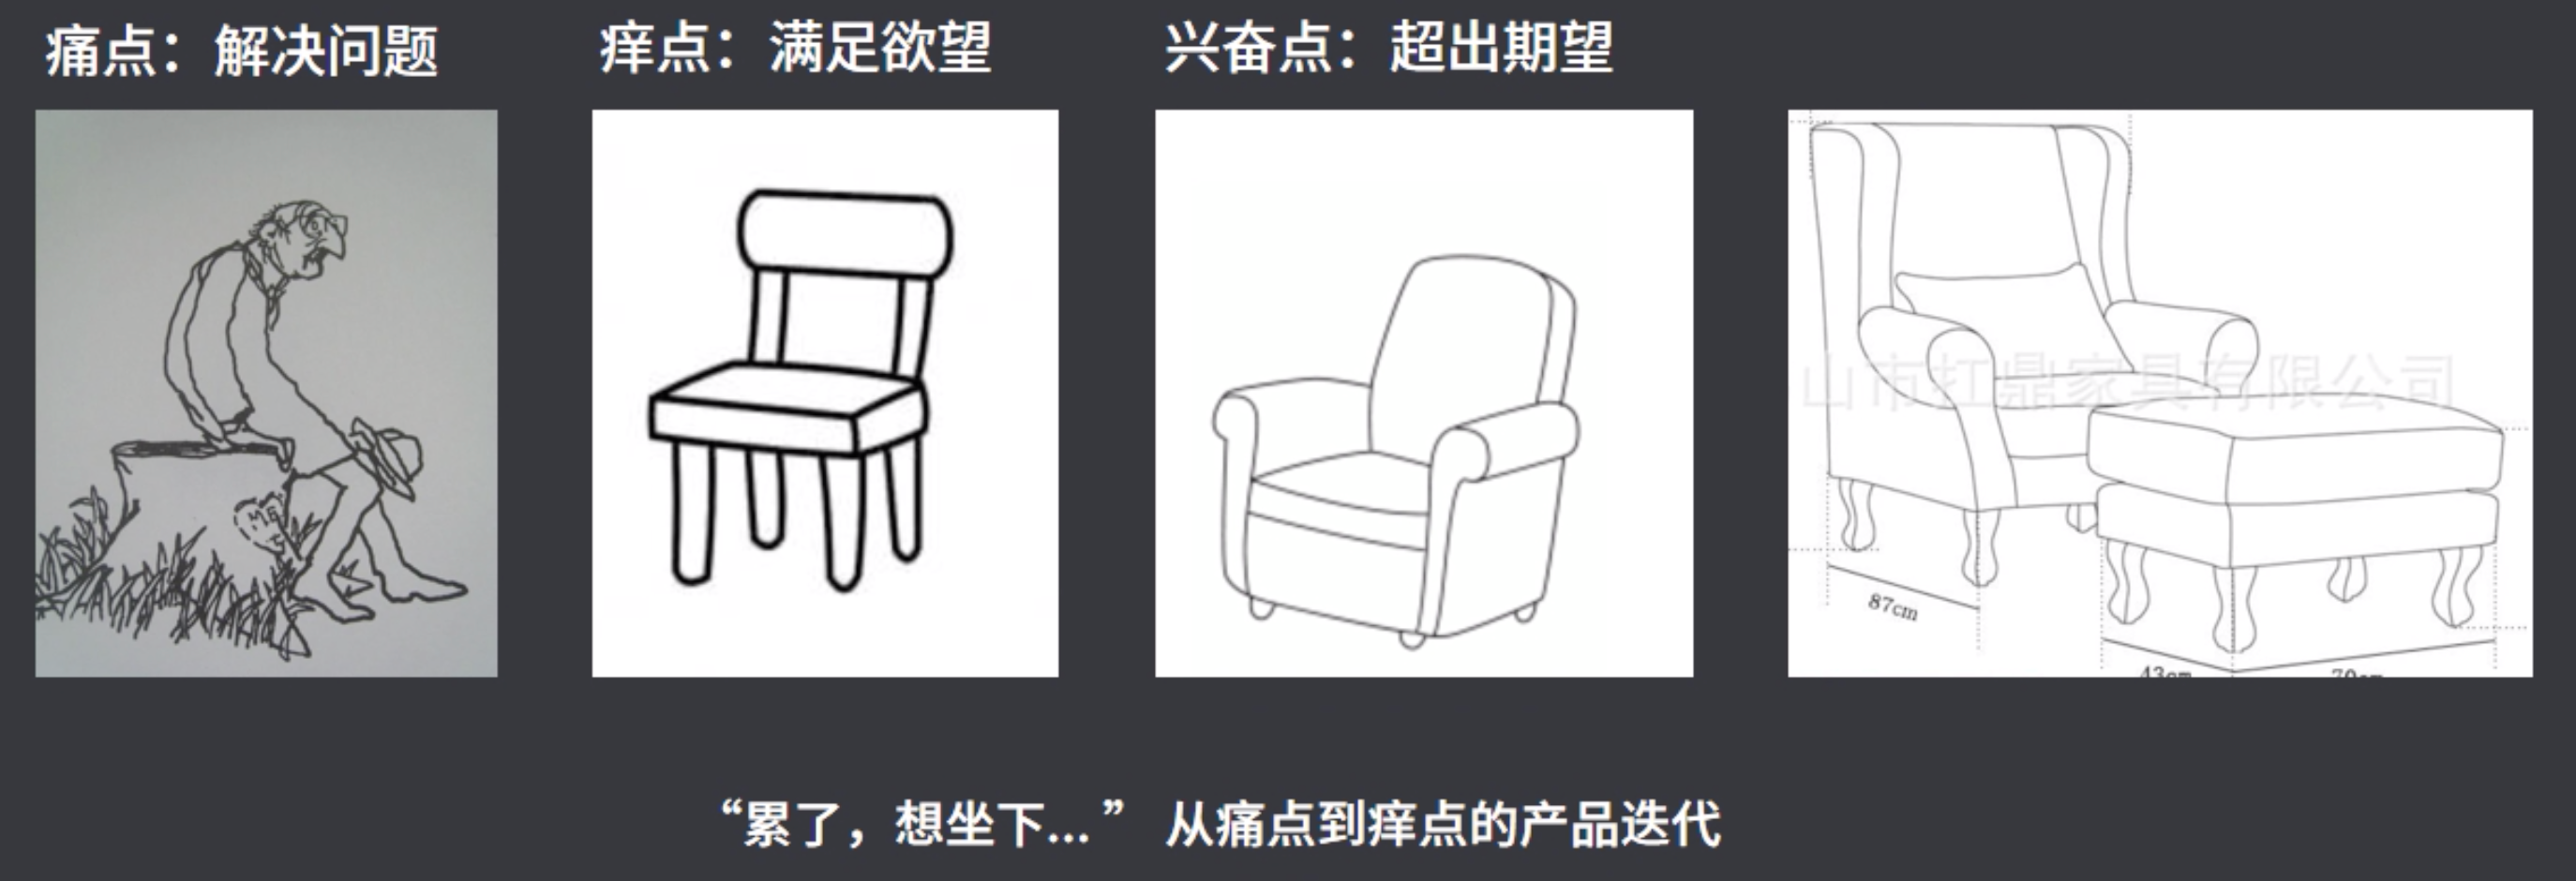 痛点：解决问题
痒点：满足欲望
兴奋点：超出期望
ME
山市扛鼎家具有限公司
87cm
43cm
70cm
“累了，想坐下...” 从痛点到痒点的产品迭代